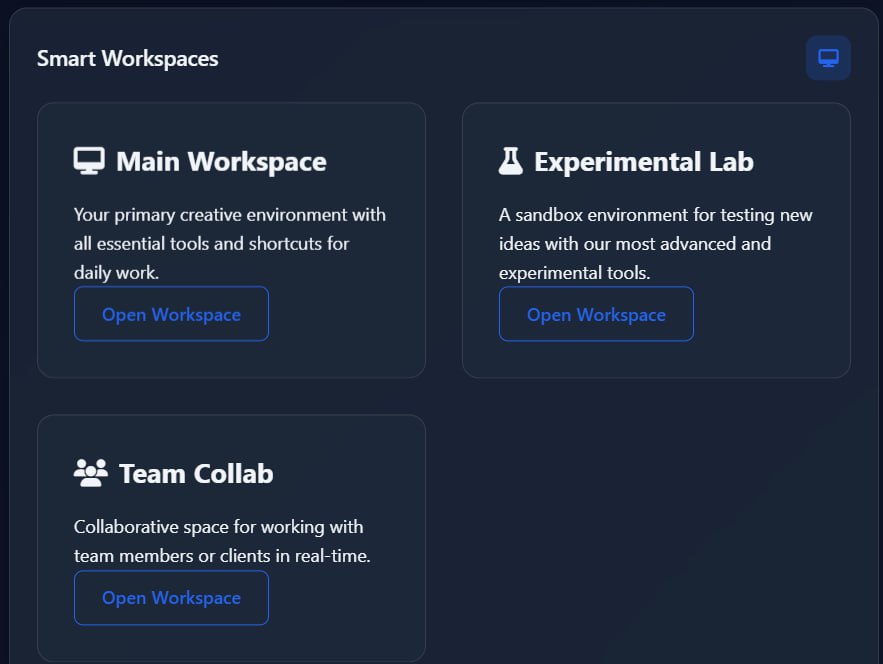 Smart Workspaces
Main Workspace
Your primary creative environment with
all essential tools and shortcuts for
daily work.
Open Workspace
Experimental Lab
A sandbox environment for testing new
ideas with our most advanced and
experimental tools.
Open Workspace
Team Collab
Collaborative space for working with
team members or clients in real-time.
Open Workspace